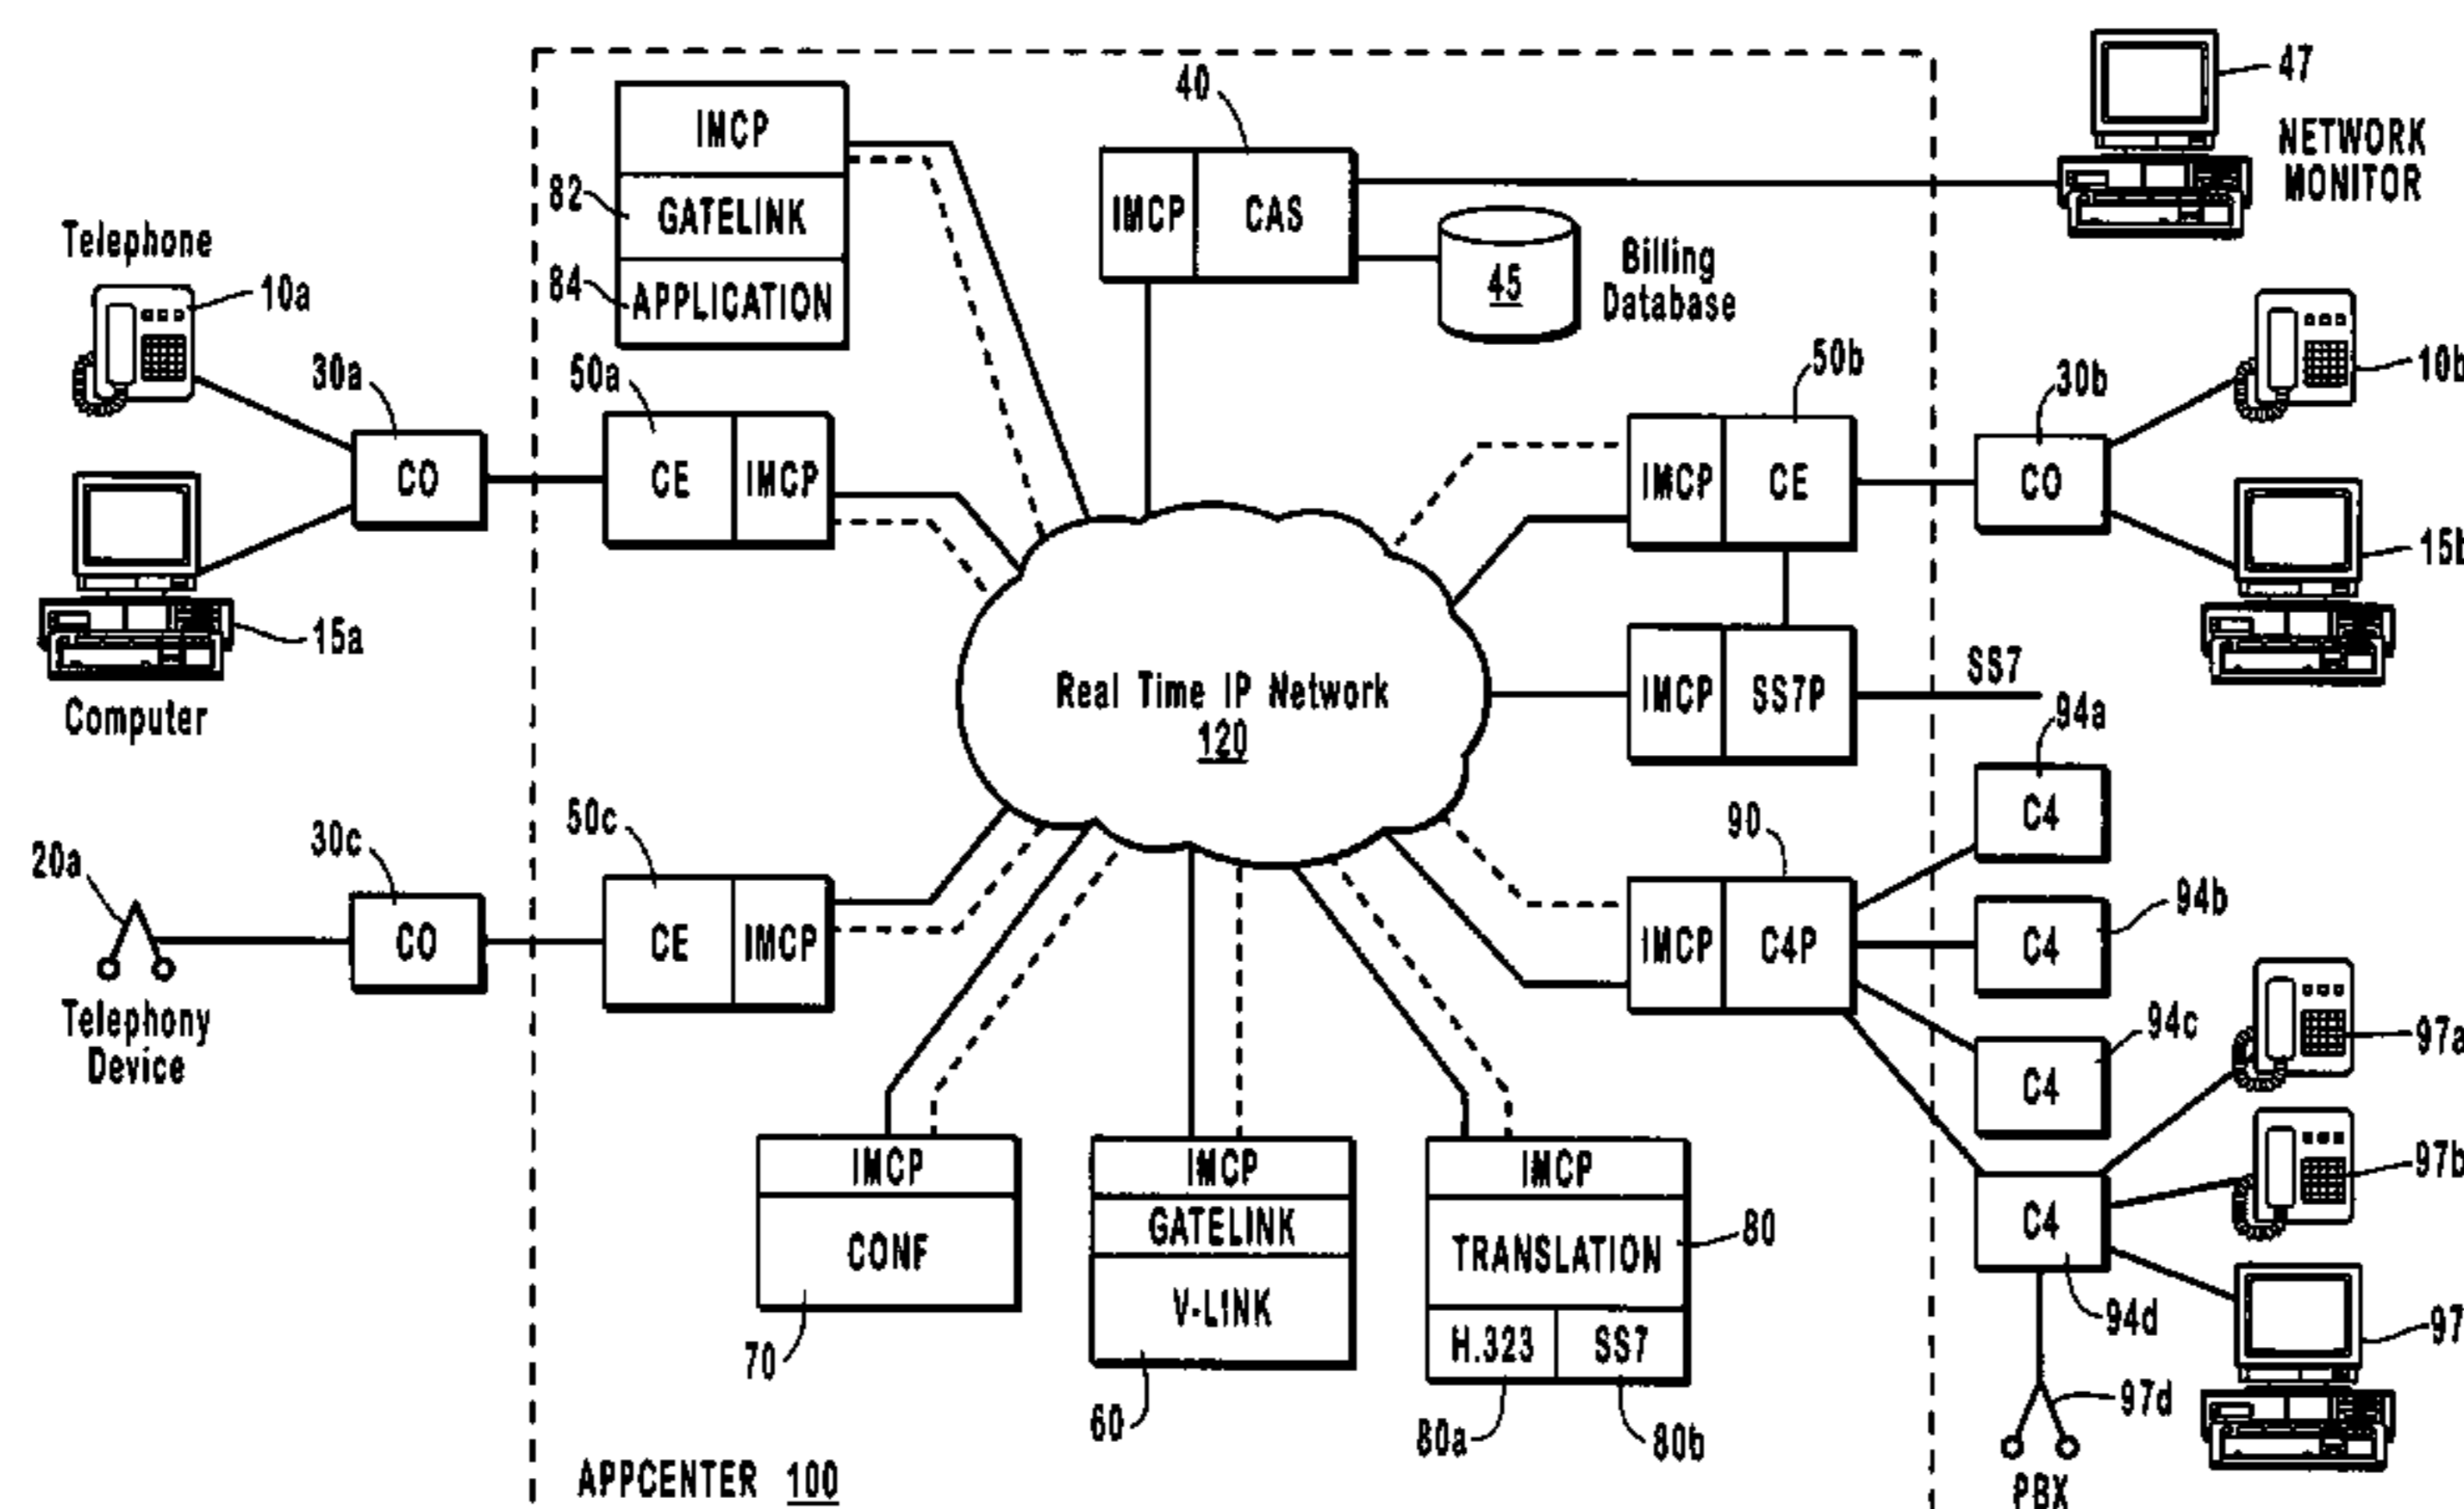 40
47
NETWORK
MONITOR
IMCP
82
GATELINK
84
APPLICATION
IMCP
CAS
45
Billing
Database
Telephone
10a
30a
CO
50a
CE
IMCP
15a
Computer
50b
IMCP
CE
30b
CO
10b
15b
Real Time IP Network
120
IMCP
SS7P
SS7
94a
C4
20a
Telephony
Device
30c
CO
50c
CE
IMCP
90
IMCP
C4P
94b
C4
94c
C4
97a
97b
C4
94d
97
97d
PBX
IMCP
CONF
70
IMCP
GATELINK
V-LINK
60
IMCP
TRANSLATION
80
H.323
SS7
80a
80b
APPCENTER 100